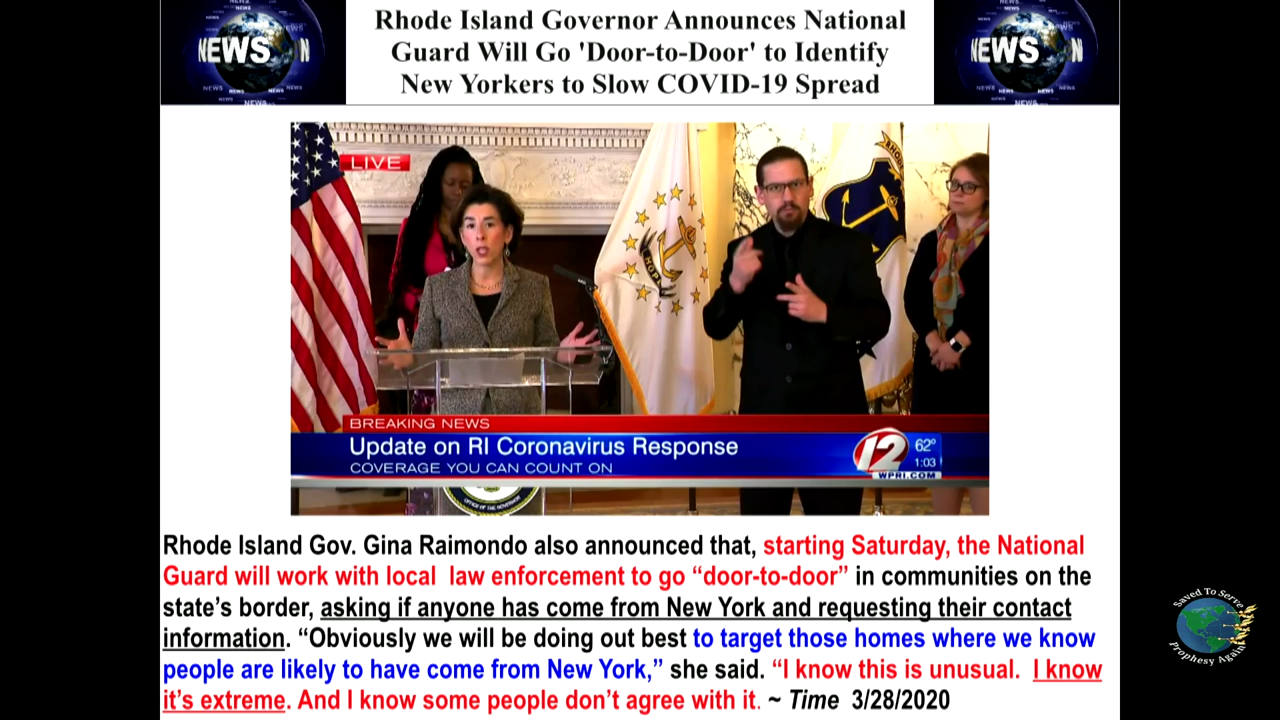 NEWS
Rhode Island Governor Announces National
Guard Will Go 'Door-to-Door' to Identify
New Yorkers to Slow COVID-19 Spread
NEWS
LIVE
HOPE
BREAKING NEWS
Update on RI Coronavirus Response
COVERAGE YOU CAN COUNT ON
12
WPRI.COM
62°
1:03
OFFICE OF THE GOVERNOR
Rhode Island Gov. Gina Raimondo also announced that, starting Saturday, the National
Guard will work with local law enforcement to go “door-to-door” in communities on the
state’s border, asking if anyone has come from New York and requesting their contact
information. “Obviously we will be doing out best to target those homes where we know
people are likely to have come from New York,” she said. “I know this is unusual. I know
it’s extreme. And I know some people don’t agree with it. ~ Time 3/28/2020
Saved To Serve
Prophesy Again